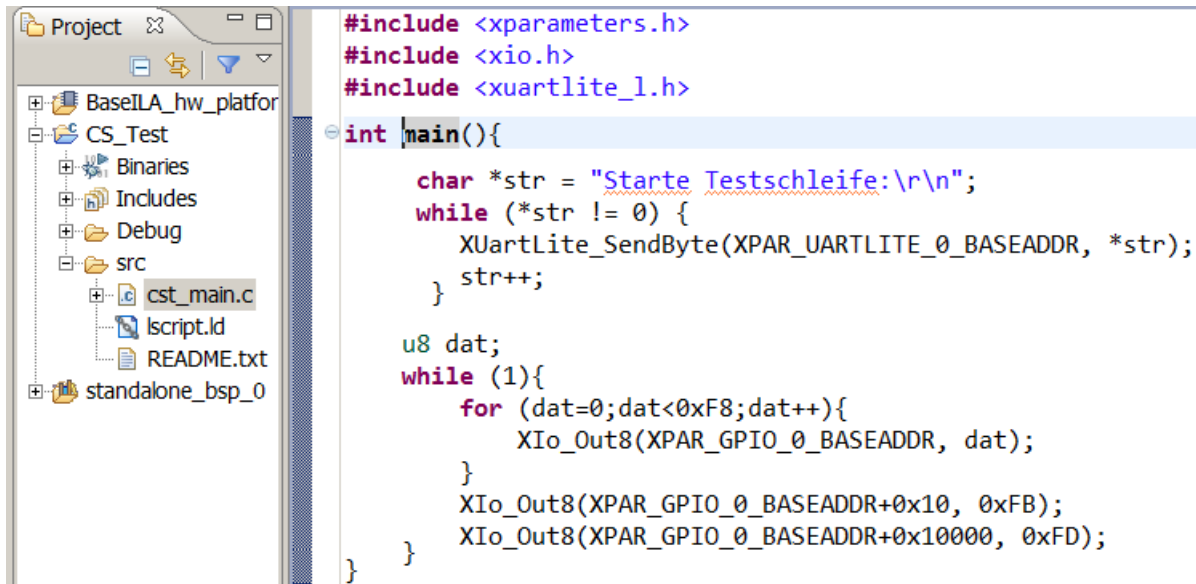 Project
BaseILA_hw_platfor
CS_Test
Binaries
Includes
Debug
src
cst_main.c
lscript.ld
README.txt
standalone_bsp_0
#include <xparameters.h>
#include <xio.h>
#include <xuartlite_l.h>
int main(){
char *str = "Starte Testschleife:\r\n";
while (*str != 0) {
XUartLite_SendByte(XPAR_UARTLITE_0_BASEADDR, *str);
str++;
}
u8 dat;
while (1){
for (dat=0;dat<0xF8;dat++){
XIo_Out8(XPAR_GPIO_0_BASEADDR, dat);
}
XIo_Out8(XPAR_GPIO_0_BASEADDR+0x10, 0xFB);
XIo_Out8(XPAR_GPIO_0_BASEADDR+0x10000, 0xFD);
}
}